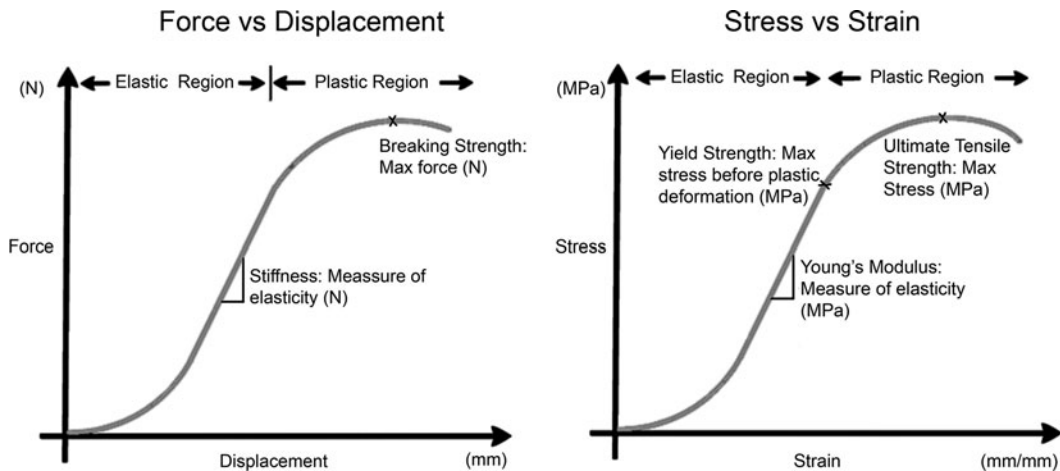 Force vs Displacement
(N)
Elastic Region
Plastic Region
Breaking Strength:
Max force (N)
Force
Stiffness: Meassure of
elasticity (N)
Displacement
(mm)
Stress vs Strain
(MPa)
Elastic Region
Plastic Region
Yield Strength: Max
stress before plastic
deformation (MPa)
Ultimate Tensile
Strength: Max
Stress (MPa)
Stress
Young's Modulus:
Measure of elasticity
(MPa)
Strain
(mm/mm)